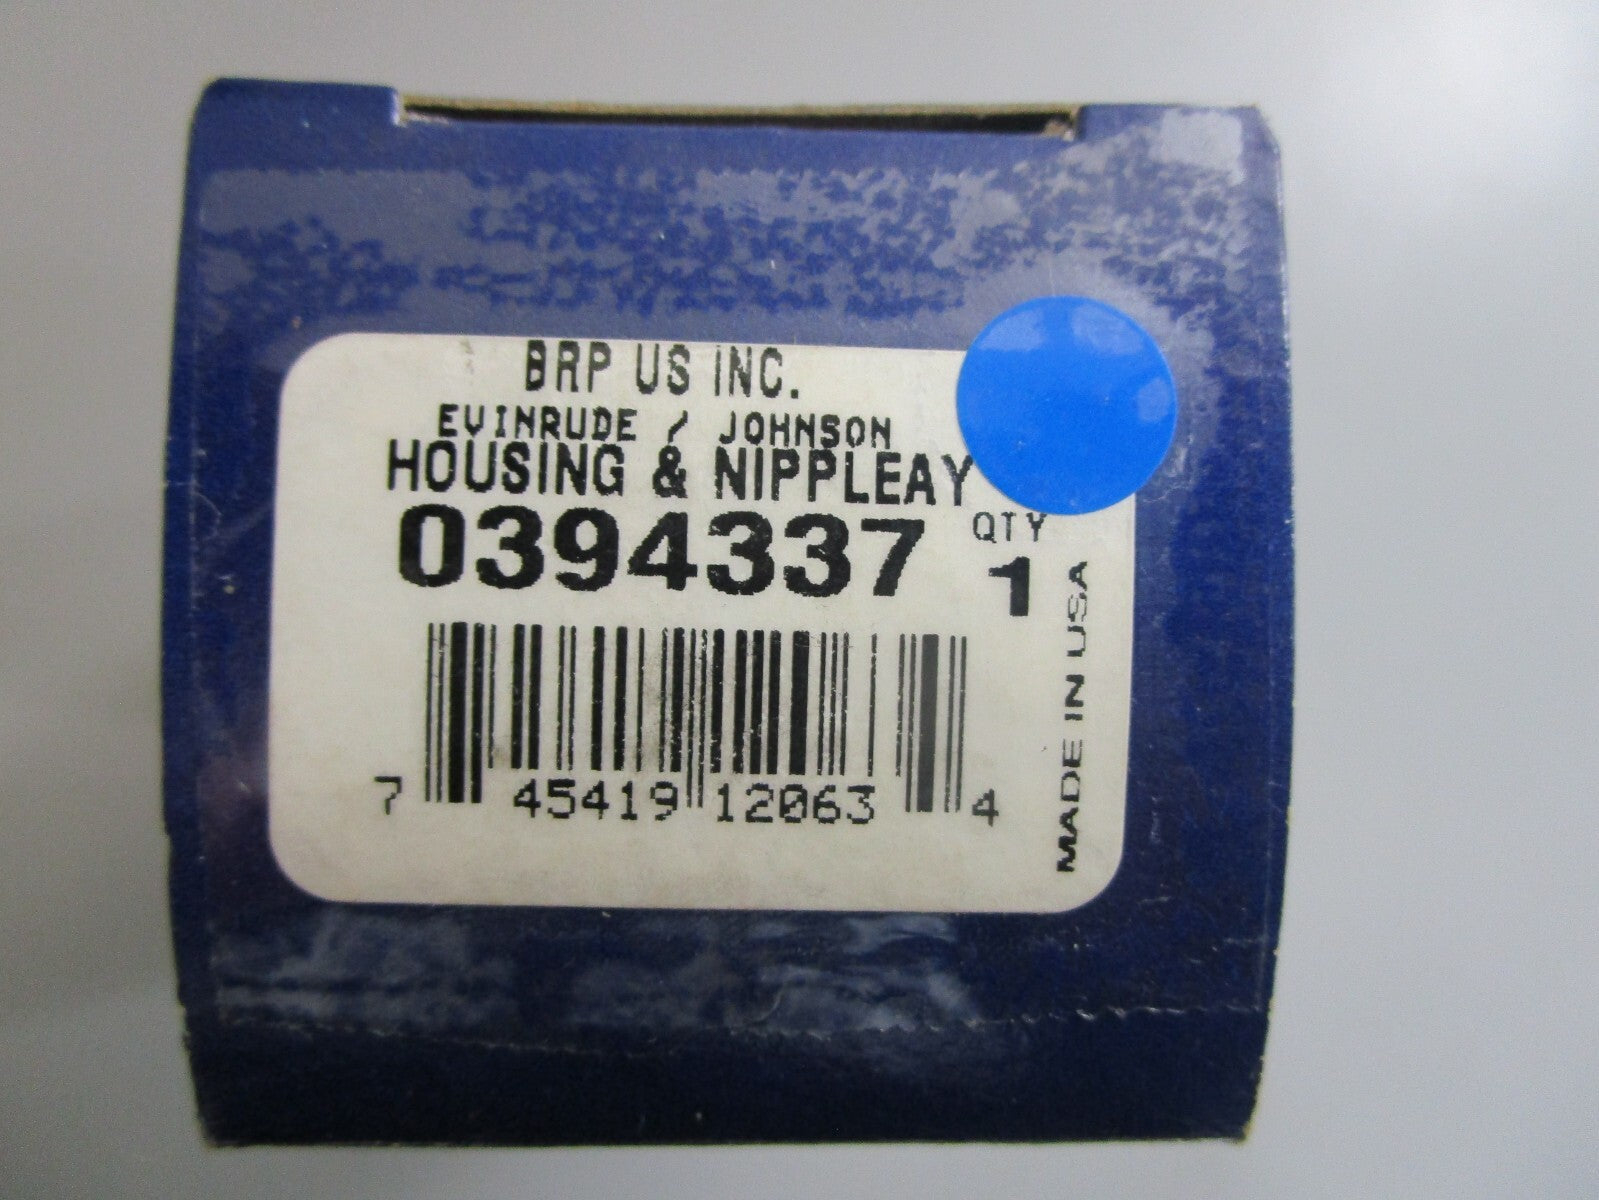 BRP US INC.
EVINRUDE / JOHNSON
HOUSING & NIPPLEAY
0394337
QTY
1
MADE IN USA
7 45419 12063 4